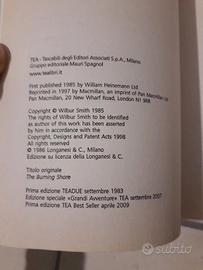 TEA - Tascabili degli Editori Associati S.p.A., Milano
Gruppo editoriale Mauri Spagnol
www.tealibri.it
First published 1985 by William Heinemann Ltd
Reprinted in 1997 by Macmillan, an imprint of Pan Macmillan Ltd,
Pan Macmillan, 20 New Wharf Road, London N1 9RR
Copyright © Wilbur Smith 1985
The rights of Wilbur Smith to be identified
as author of this work has been asserted
by him in accordance with the
Copyright, Designs and Patents Act 1998
All rights reserved
© 1986 Longanesi & C., Milano
Edizione su licenza della Longanesi & C.
Titolo originale
The Burning Shore
Prima edizione TEADUE settembre 1983
Edizione speciale «Grandi Avventure» TEA settembre 2007
Prima edizione TEA Best Seller aprile 2009
subito.it